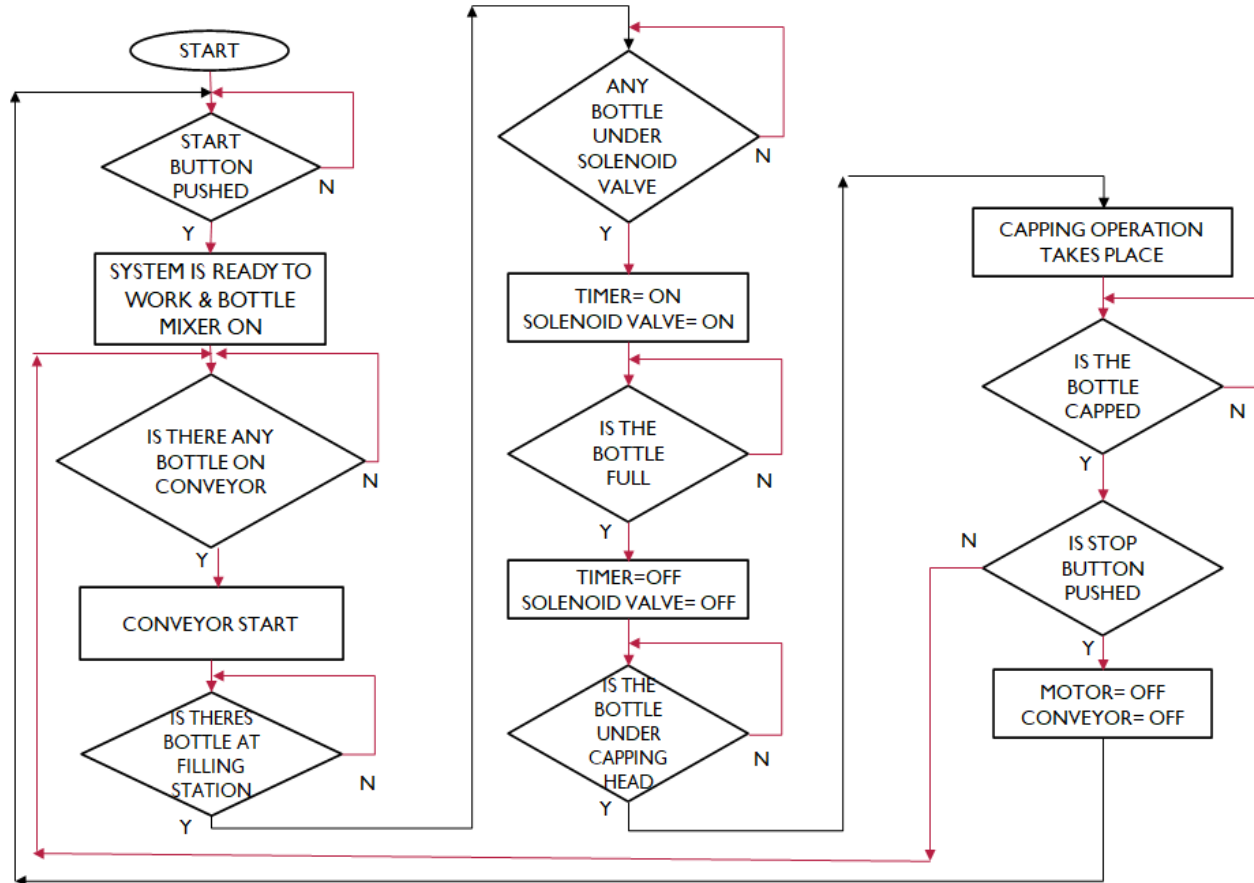 START
START
BUTTON
PUSHED
N
Y
SYSTEM IS READY TO
WORK & BOTTLE
MIXER ON
IS THERE ANY
BOTTLE ON
CONVEYOR
N
Y
CONVEYOR START
IS THERES
BOTTLE AT
FILLING
STATION
N
Y
ANY
BOTTLE
UNDER
SOLENOID
VALVE
N
Y
TIMER= ON
SOLENOID VALVE= ON
IS THE
BOTTLE
FULL
N
Y
TIMER=OFF
SOLENOID VALVE= OFF
IS THE
BOTTLE
UNDER
CAPPING
HEAD
N
Y
CAPPING OPERATION
TAKES PLACE
IS THE
BOTTLE
CAPPED
N
Y
IS STOP
BUTTON
PUSHED
N
Y
MOTOR= OFF
CONVEYOR= OFF